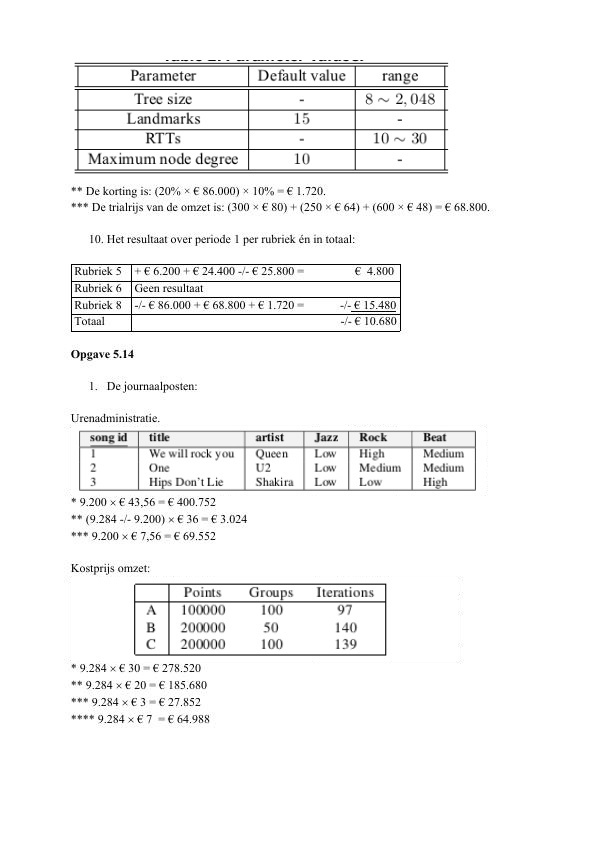 Parameter Default value range
Tree size - 8 ~ 2, 048
Landmarks 15 -
RTTs - 10 ~ 30
Maximum node degree 10 -
** De korting is: (20% × € 86.000) × 10% = € 1.720.
*** De trialrijs van de omzet is: (300 × € 80) + (250 × € 64) + (600 × € 48) = € 68.800.
10. Het resultaat over periode 1 per rubriek én in totaal:
Rubriek 5 + € 6.200 + € 24.400 -/- € 25.800 = € 4.800
Rubriek 6 Geen resultaat
Rubriek 8 -/- € 86.000 + € 68.800 + € 1.720 = -/- € 15.480
Totaal -/- € 10.680
Opgave 5.14
1. De journaalposten:
Urenadministratie.
song id title artist Jazz Rock Beat
1 We will rock you Queen Low High Medium
2 One U2 Low Medium Medium
3 Hips Don't Lie Shakira Low Low High
* 9.200 × € 43,56 = € 400.752
** (9.284 -/- 9.200) × € 36 = € 3.024
*** 9.200 × € 7,56 = € 69.552
Kostprijs omzet:
Points Groups Iterations
A 100000 100 97
B 200000 50 140
C 200000 100 139
* 9.284 × € 30 = € 278.520
** 9.284 × € 20 = € 185.680
*** 9.284 × € 3 = € 27.852
**** 9.284 × € 7 = € 64.988